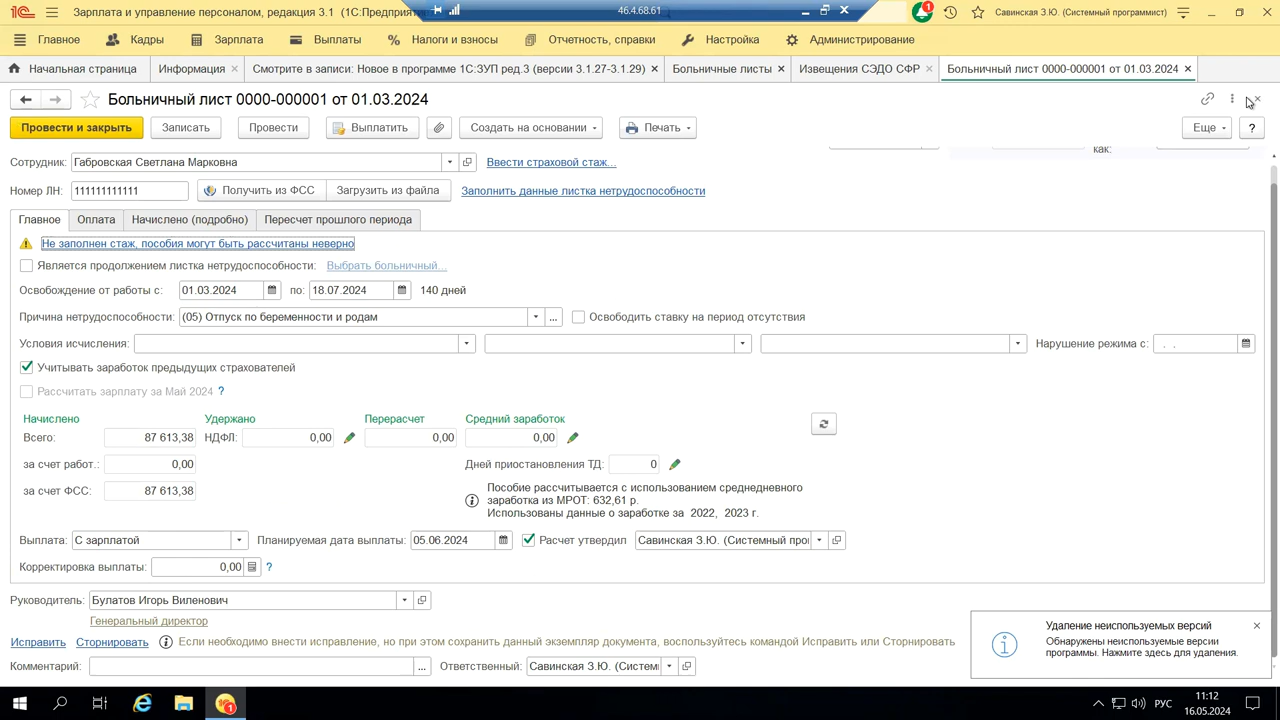 Зарплата и управление персоналом, редакция 3.1 (1С:Предприят
46.4.68.61
1
Савинская З.Ю. (Системный программист)
Главное
Кадры
Зарплата
Выплаты
Налоги и взносы
Отчетность, справки
Настройка
Администрирование
Начальная страница
Информация
Смотрите в записи: Новое в программе 1С:ЗУП ред.3 (версии 3.1.27-3.1.29)
Больничные листы
Извещения СЭДО СФР
Больничный лист 0000-000001 от 01.03.2024
Больничный лист 0000-000001 от 01.03.2024
Провести и закрыть
Записать
Провести
Выплатить
Создать на основании
Печать
Еще
?
как:
Сотрудник: Габровская Светлана Марковна
Ввести страховой стаж...
Номер ЛН: 111111111111
Получить из ФСС
Загрузить из файла
Заполнить данные листка нетрудоспособности
Главное
Оплата
Начислено (подробно)
Пересчет прошлого периода
Не заполнен стаж, пособия могут быть рассчитаны неверно
Является продолжением листка нетрудоспособности: Выбрать больничный...
Освобождение от работы с: 01.03.2024 по: 18.07.2024 140 дней
Причина нетрудоспособности: (05) Отпуск по беременности и родам ... Освободить ставку на период отсутствия
Условия исчисления: Нарушение режима с: . .
Учитывать заработок предыдущих страхователей
Рассчитать зарплату за Май 2024 ?
Начислено Удержано Перерасчет Средний заработок
Всего: 87 613,38 НДФЛ: 0,00 0,00 0,00
за счет работ.: 0,00 Дней приостановления ТД: 0
за счет ФСС: 87 613,38
Пособие рассчитывается с использованием среднедневного
заработка из МРОТ: 632,61 р.
Использованы данные о заработке за 2022, 2023 г.
Выплата: С зарплатой Планируемая дата выплаты: 05.06.2024 Расчет утвердил Савинская З.Ю. (Системный про
Корректировка выплаты: 0,00 ?
Руководитель: Булатов Игорь Виленович
Генеральный директор
Исправить Сторнировать Если необходимо внести исправление, но при этом сохранить данный экземпляр документа, воспользуйтесь командой Исправить или Сторнировать
Комментарий: ... Ответственный: Савинская З.Ю. (Систем
Удаление неиспользуемых версий
Обнаружены неиспользуемые версии
программы. Нажмите здесь для удаления.
1
РУС
11:12
16.05.2024